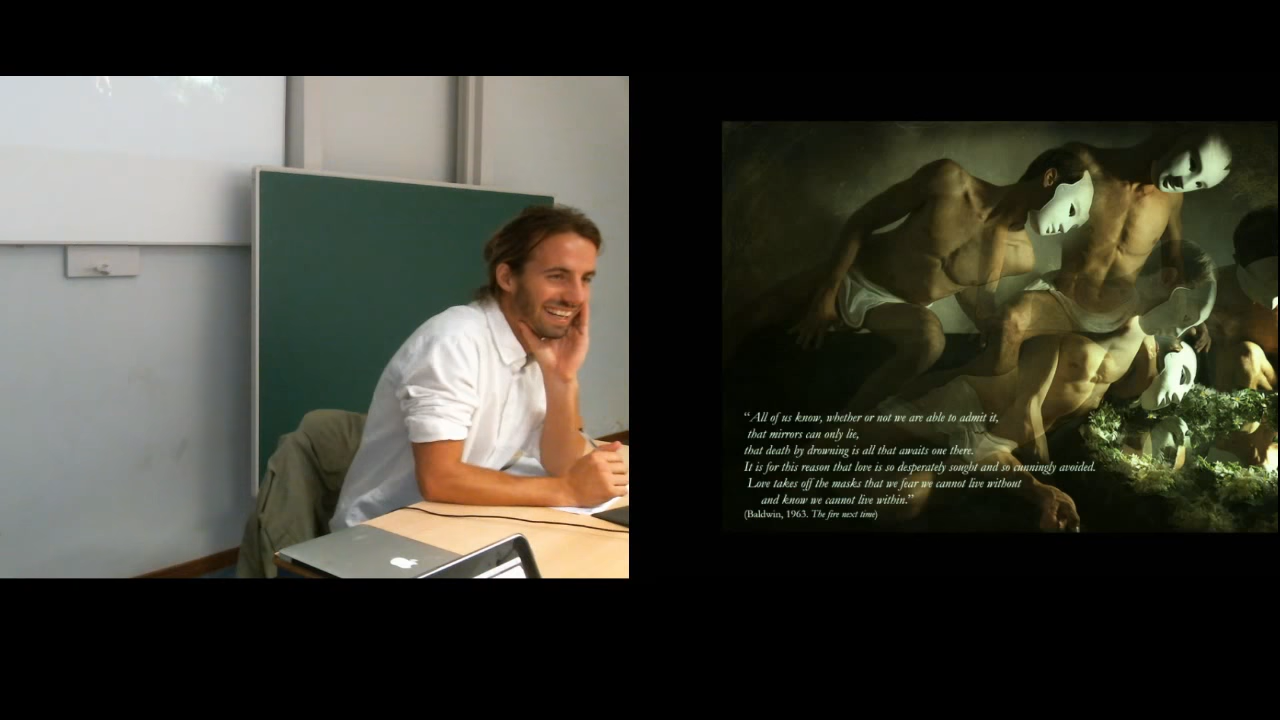 “All of us know, whether or not we are able to admit it,
that mirrors can only lie,
that death by drowning is all that awaits one there.
It is for this reason that love is so desperately sought and so cunningly avoided.
Love takes off the masks that we fear we cannot live without
and know we cannot live within.”
(Baldwin, 1963. The fire next time)